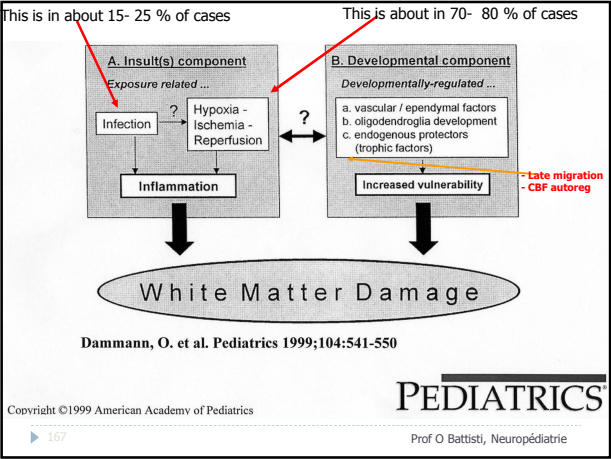 This is in about 15- 25 % of cases
This is about in 70- 80 % of cases
A. Insult(s) component
Exposure related ...
?
Infection
Hypoxia -
Ischemia -
Reperfusion
Inflammation
?
B. Developmental component
Developmentally-regulated ...
a. vascular / ependymal factors
b. oligodendroglia development
c. endogenous protectors
(trophic factors)
Increased vulnerability
- Late migration
- CBF autoreg
White Matter Damage
Dammann, O. et al. Pediatrics 1999;104:541-550
PEDIATRICS®
Copyright ©1999 American Academy of Pediatrics
167
Prof O Battisti, Neuropédiatrie